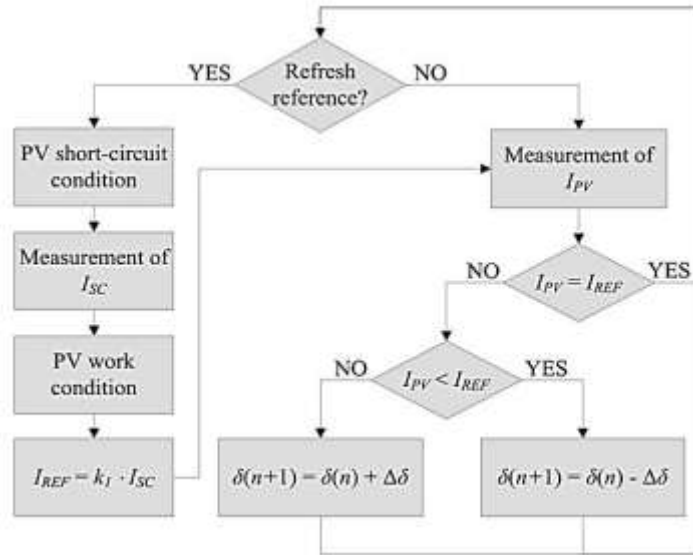 Refresh
reference?
YES
NO
PV short-circuit
condition
Measurement of
I_SC
PV work
condition
I_REF = k_I · I_SC
Measurement of
I_PV
I_PV = I_REF
NO
YES
I_PV < I_REF
NO
YES
δ(n+1) = δ(n) + Δδ
δ(n+1) = δ(n) - Δδ